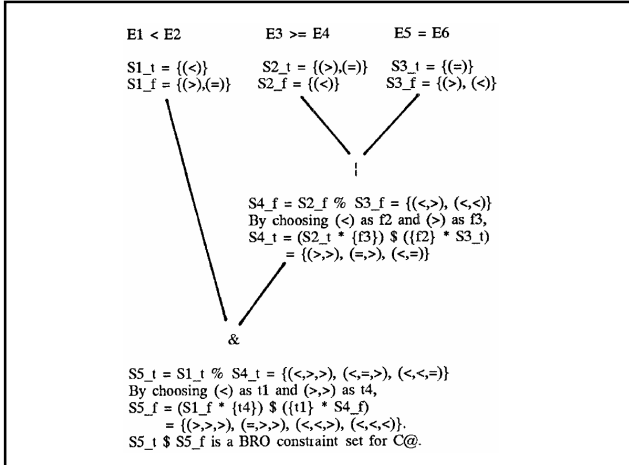 E1 < E2 E3 >= E4 E5 = E6
S1_t = {(<)} S2_t = {(>),(=)} S3_t = {(=)}
S1_f = {(>),(=)} S2_f = {(<)} S3_f = {(>), (<)}
¦
S4_f = S2_f % S3_f = {(<,>), (<,<)}
By choosing (<) as f2 and (>) as f3,
S4_t = (S2_t * {f3}) $ ({f2} * S3_t)
= {(>,>), (=,>), (<,=)}
&
S5_t = S1_t % S4_t = {(<,>,>), (<,=,>), (<,<,=)}
By choosing (<) as t1 and (>,>) as t4,
S5_f = (S1_f * {t4}) $ ({t1} * S4_f)
= {(>,>,>), (=,>,>), (<,<,>), (<,<,<)}.
S5_t $ S5_f is a BRO constraint set for C@.